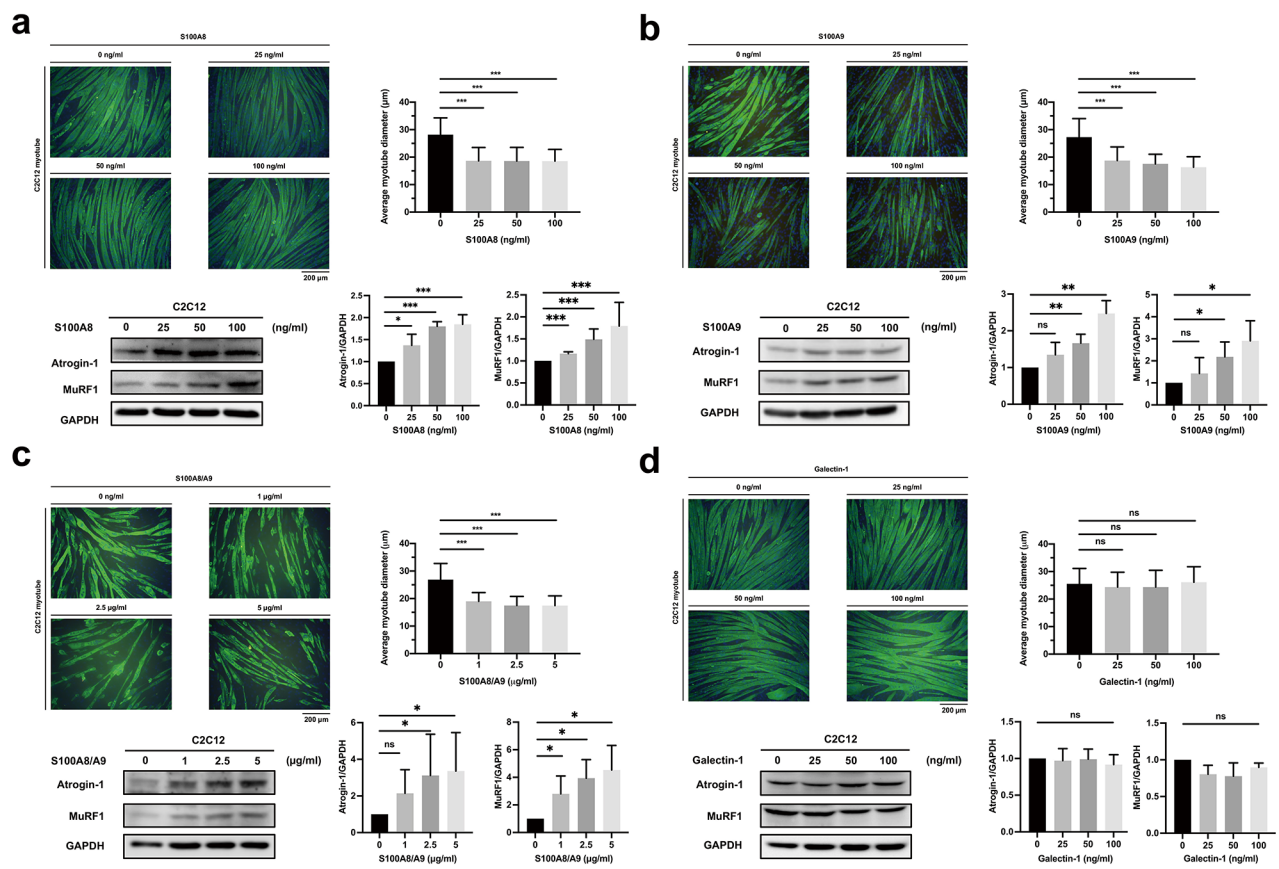 a
S100A8
0 ng/ml
25 ng/ml
50 ng/ml
100 ng/ml
C2C12 myotube
200 μm
***
***
***
Average myotube diameter (μm)
40
30
20
10
0
0 25 50 100
S100A8 (ng/ml)
C2C12
S100A8 0 25 50 100 (ng/ml)
Atrogin-1
MuRF1
GAPDH
***
***
*
Atrogin-1/GAPDH
2.5
2.0
1.5
1.0
0.5
0.0
0 25 50 100
S100A8 (ng/ml)
***
***
***
MuRF1/GAPDH
2.5
2.0
1.5
1.0
0.5
0.0
0 25 50 100
S100A8 (ng/ml)
b
S100A9
0 ng/ml
25 ng/ml
50 ng/ml
100 ng/ml
C2C12 myotube
200 μm
***
***
***
Average myotube diameter (μm)
40
30
20
10
0
0 25 50 100
S100A9 (ng/ml)
C2C12
S100A9 0 25 50 100 (ng/ml)
Atrogin-1
MuRF1
GAPDH
**
**
ns
Atrogin-1/GAPDH
3
2
1
0
0 25 50 100
S100A9 (ng/ml)
*
*
ns
MuRF1/GAPDH
5
4
3
2
1
0
0 25 50 100
S100A9 (ng/ml)
c
S100A8/A9
0 ng/ml
1 μg/ml
2.5 μg/ml
5 μg/ml
C2C12 myotube
200 μm
***
***
***
Average myotube diameter (μm)
40
30
20
10
0
0 1 2.5 5
S100A8/A9 (μg/ml)
C2C12
S100A8/A9 0 1 2.5 5 (μg/ml)
Atrogin-1
MuRF1
GAPDH
*
*
ns
Atrogin-1/GAPDH
6
4
2
0
0 1 2.5 5
S100A8/A9 (μg/ml)
*
*
*
MuRF1/GAPDH
8
6
4
2
0
0 1 2.5 5
S100A8/A9 (μg/ml)
d
Galectin-1
0 ng/ml
25 ng/ml
50 ng/ml
100 ng/ml
C2C12 myotube
200 μm
ns
ns
ns
Average myotube diameter (μm)
40
30
20
10
0
0 25 50 100
Galectin-1 (ng/ml)
C2C12
Galectin-1 0 25 50 100 (ng/ml)
Atrogin-1
MuRF1
GAPDH
ns
Atrogin-1/GAPDH
1.5
1.0
0.5
0.0
0 25 50 100
Galectin-1 (ng/ml)
ns
MuRF1/GAPDH
1.5
1.0
0.5
0.0
0 25 50 100
Galectin-1 (ng/ml)